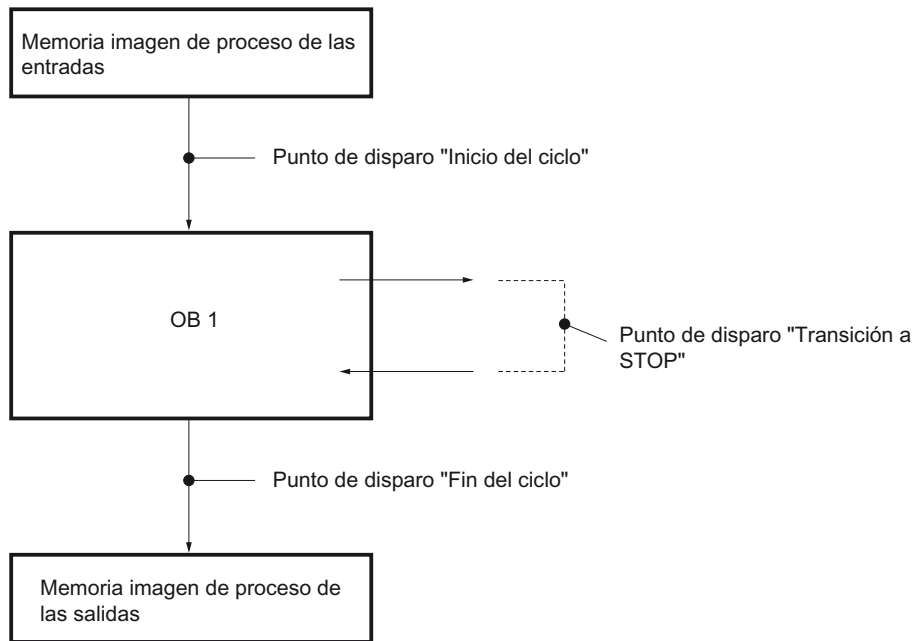 Memoria imagen de proceso de las
entradas
Punto de disparo "Inicio del ciclo"
OB 1
Punto de disparo "Transición a
STOP"
Punto de disparo "Fin del ciclo"
Memoria imagen de proceso de
las salidas